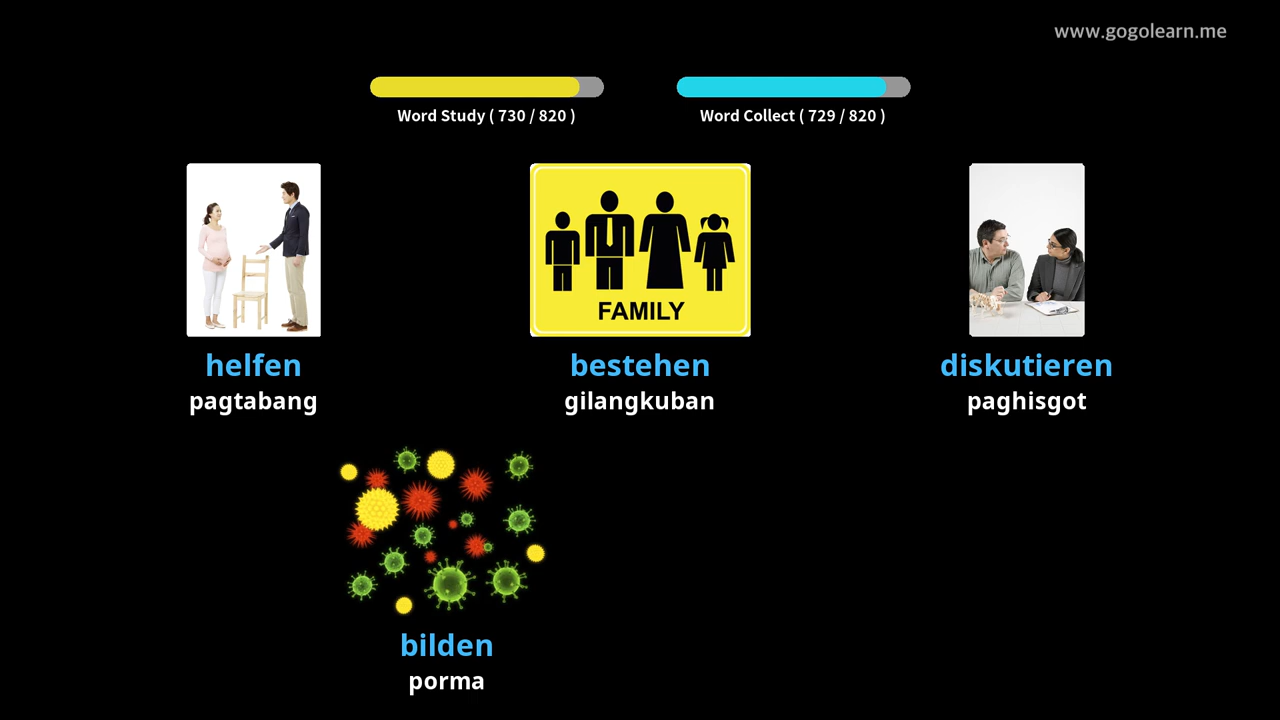 www.gogolearn.me
Word Study ( 730 / 820 )
Word Collect ( 729 / 820 )
FAMILY
helfen
pagtabang
bestehen
gilangkuban
diskutieren
paghisgot
bilden
porma